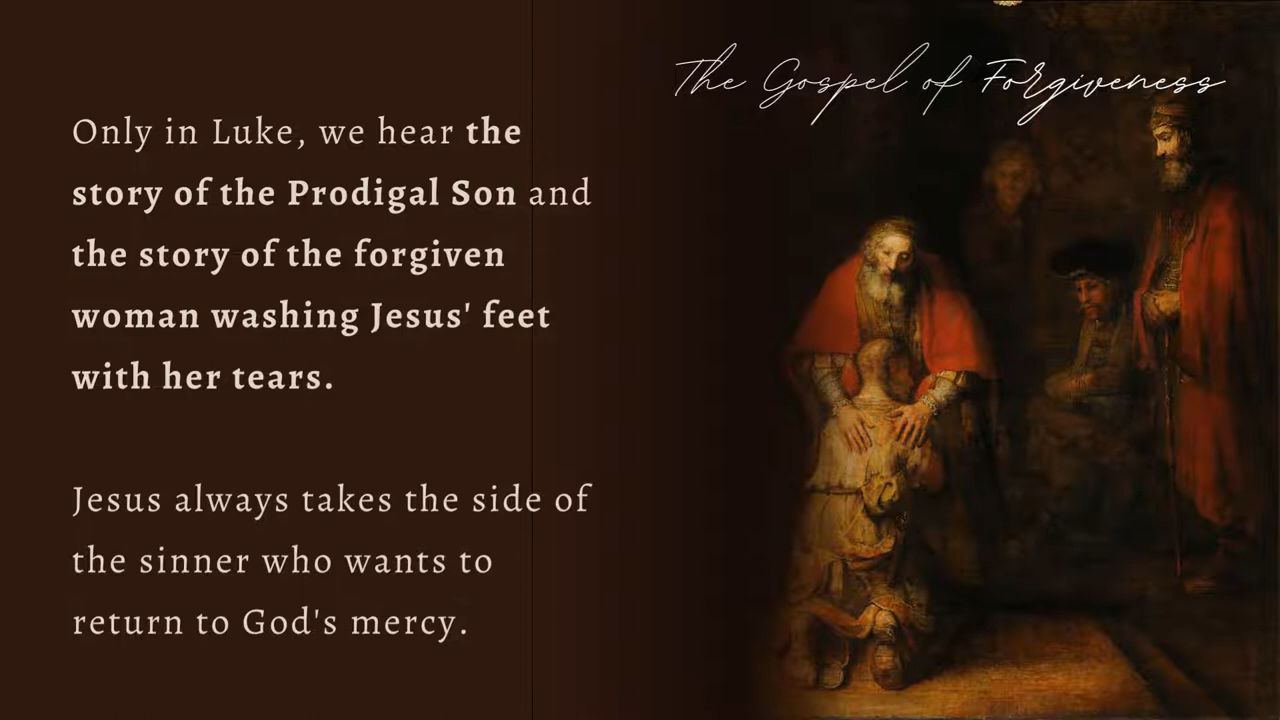 The Gospel of Forgiveness
Only in Luke, we hear the
story of the Prodigal Son and
the story of the forgiven
woman washing Jesus' feet
with her tears.
Jesus always takes the side of
the sinner who wants to
return to God's mercy.